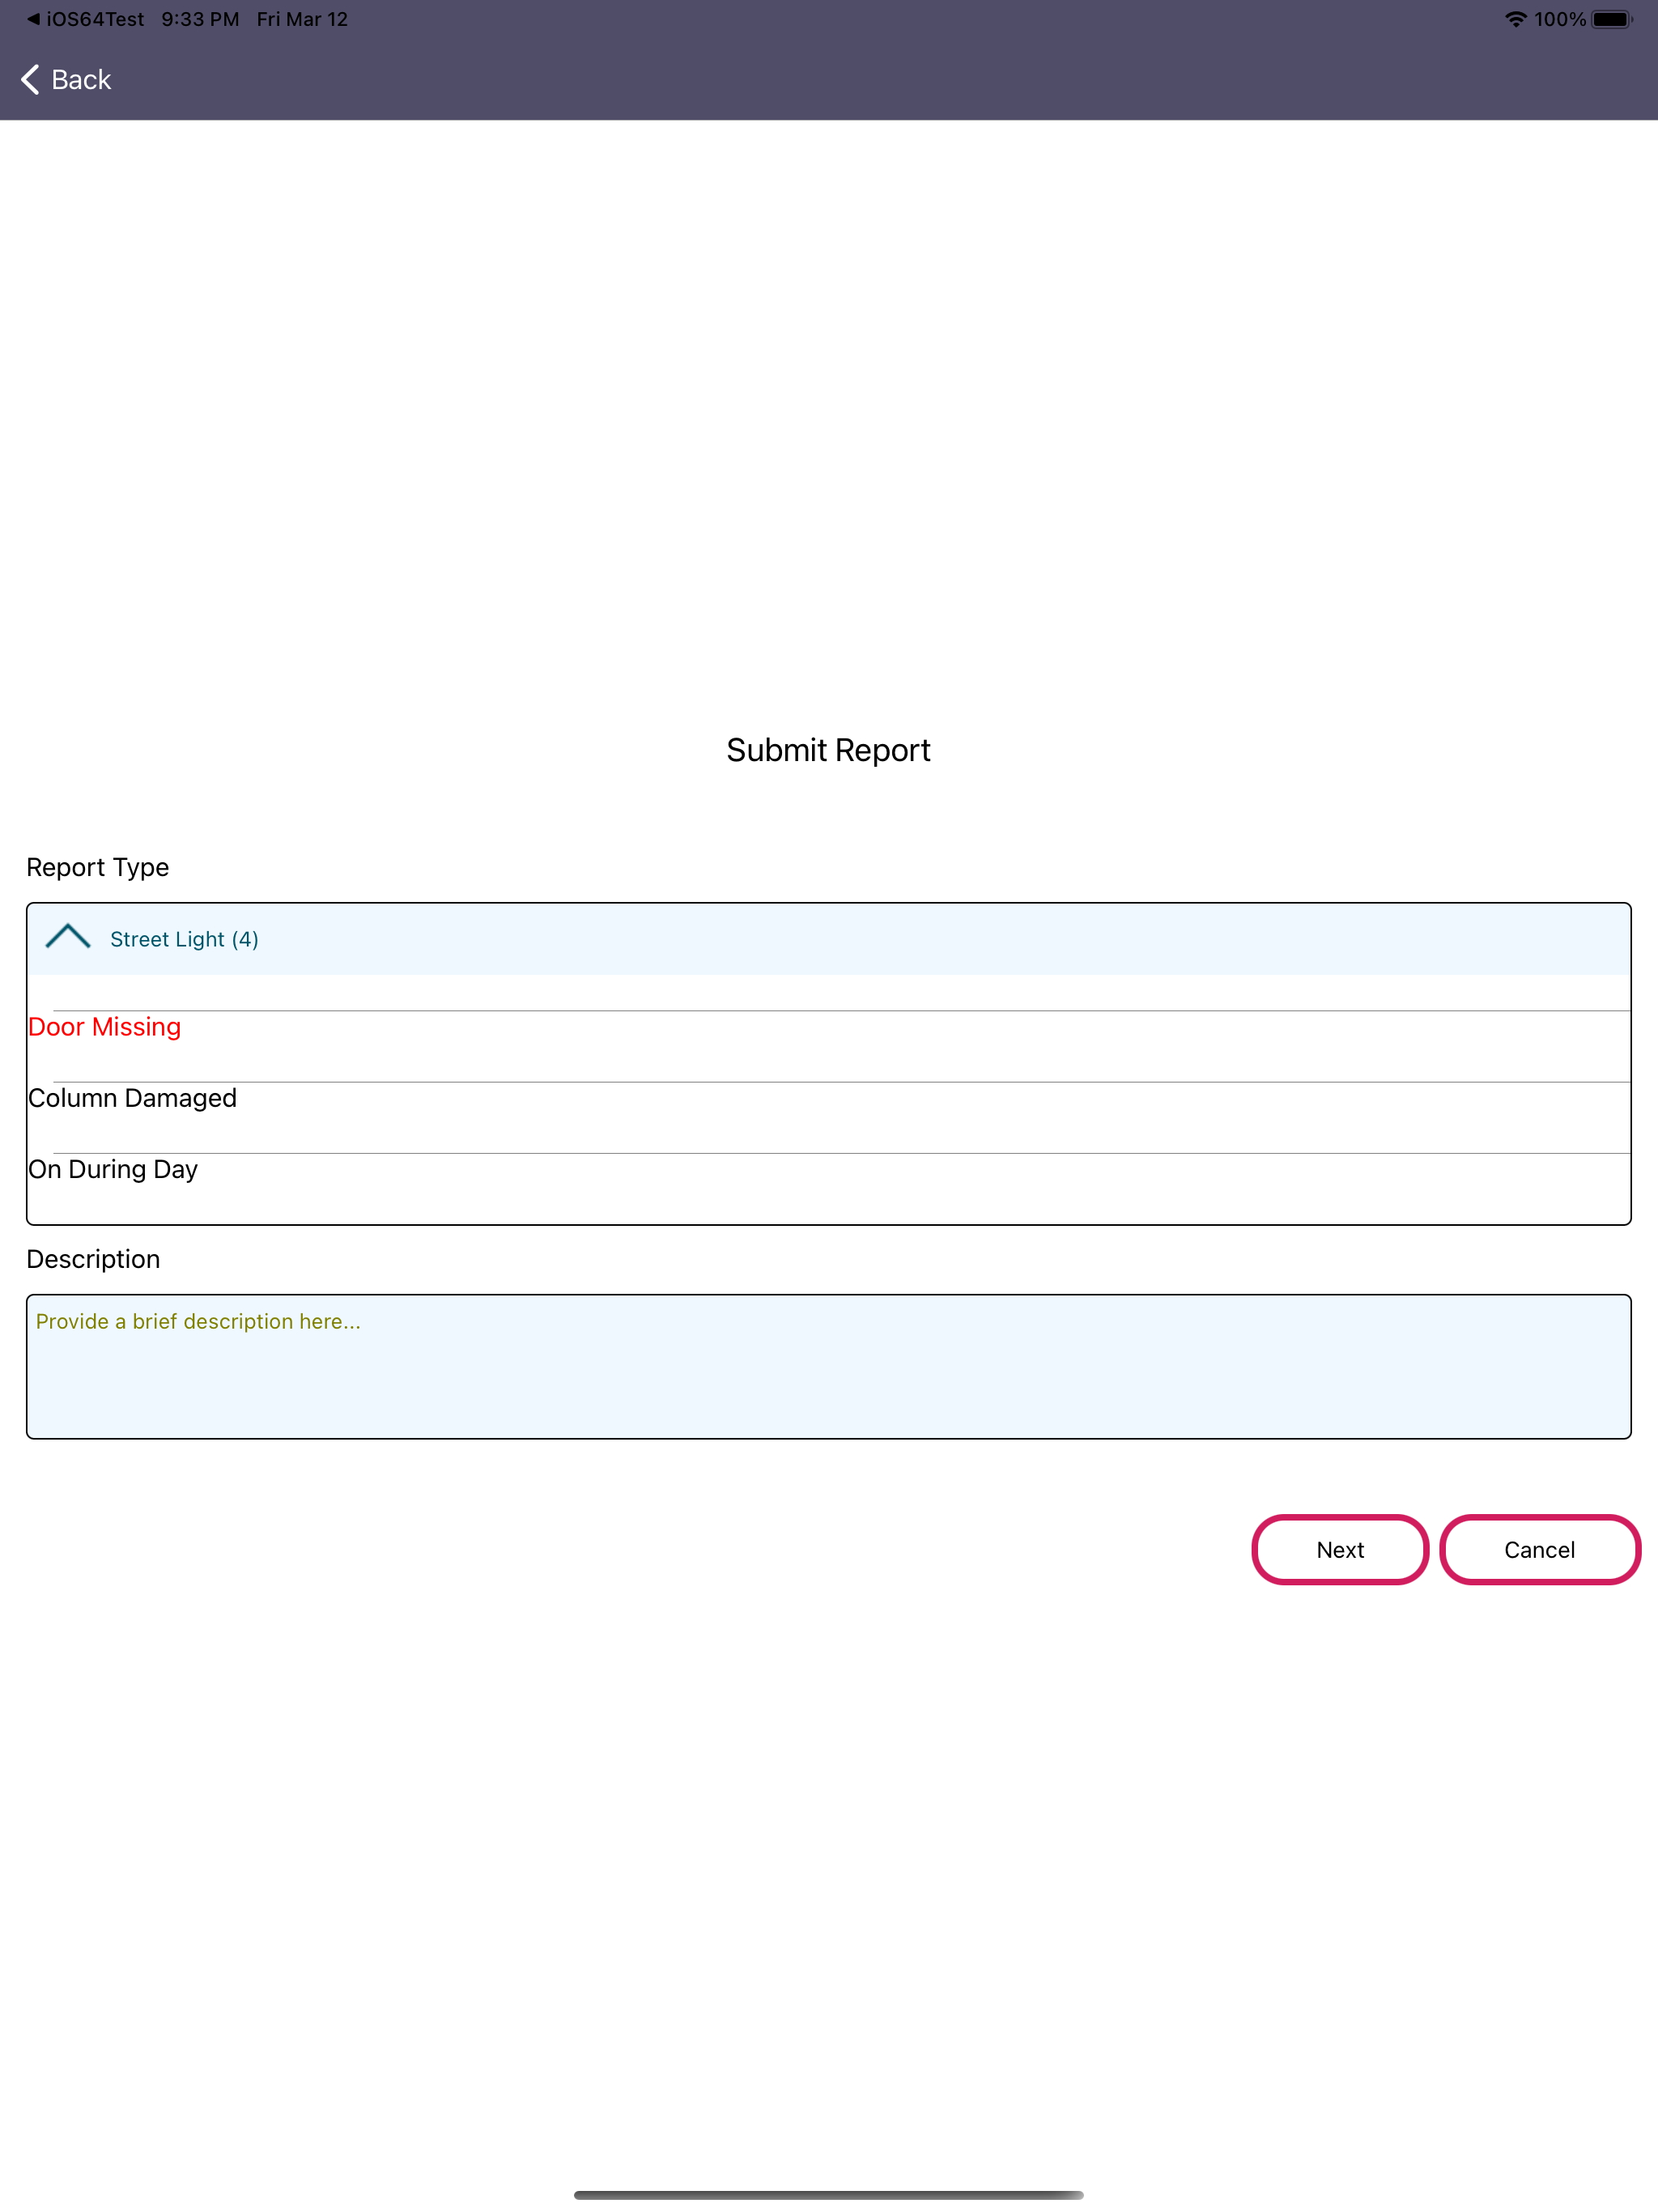 iOS64Test 9:33 PM Fri Mar 12 100%
Back
Submit Report
Report Type
Street Light (4)
Door Missing
Column Damaged
On During Day
Description
Provide a brief description here...
Next Cancel